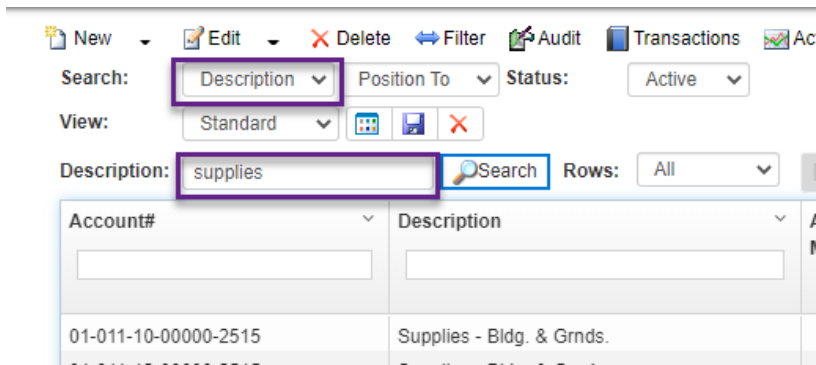 New Edit Delete Filter Audit Transactions Ac
Search: Description Position To Status: Active
View: Standard
Description: supplies Search Rows: All
Account# Description
01-011-10-00000-2515 Supplies - Bldg. & Grnds.